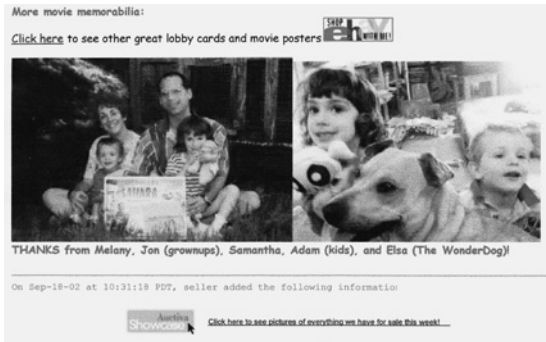 More movie memorabilia:
Click here to see other great lobby cards and movie posters
SHOP eh WITH ME!
SAHARA
THANKS from Melany, Jon (grownups), Samantha, Adam (kids), and Elsa (The WonderDog)!
On Sep-18-02 at 10:31:18 PDT, seller added the following informatio
Auctiva
Showcase
Click here to see pictures of everything we have for sale this week!